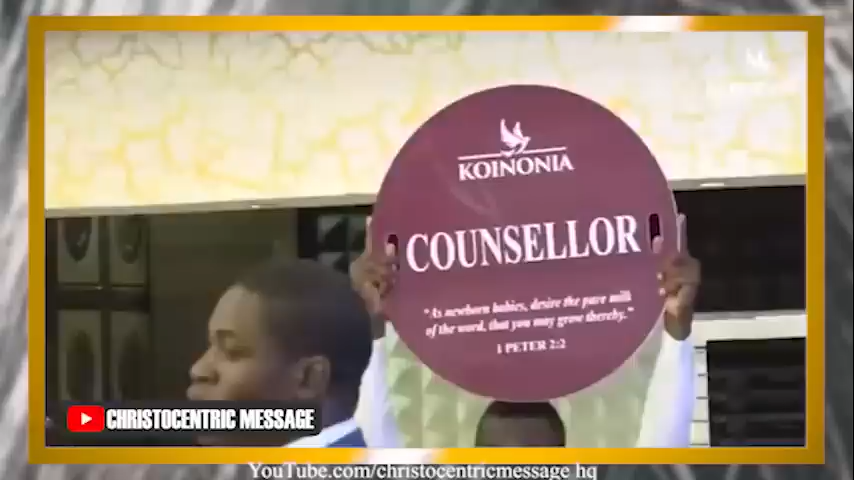 KOINONIA
COUNSELLOR
"As newborn babies, desire the pure milk
of the word, that you may grow thereby."
1 PETER 2:2
CHRISTOCENTRIC MESSAGE
YouTube.com/christocentricmessage hq